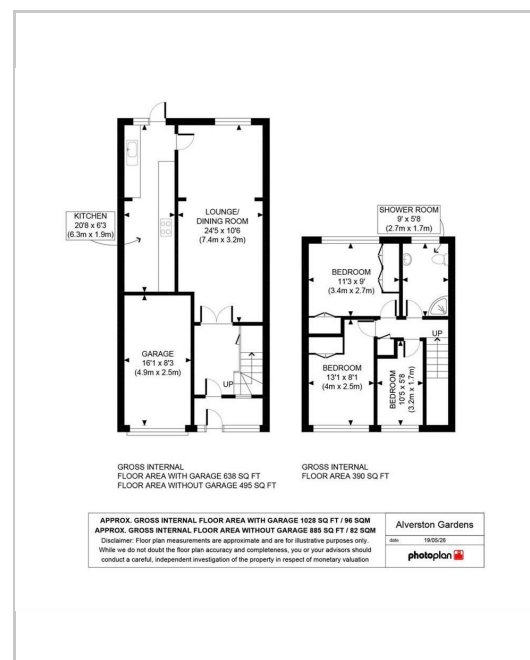 KITCHEN
20'8 x 6'3
(6.3m x 1.9m)
LOUNGE/
DINING ROOM
24'5 x 10'6
(7.4m x 3.2m)
GARAGE
16'1 x 8'3
(4.9m x 2.5m)
UP
SHOWER ROOM
9' x 5'8
(2.7m x 1.7m)
BEDROOM
11'3 x 9'
(3.4m x 2.7m)
UP
BEDROOM
13'1 x 8'1
(4m x 2.5m)
BEDROOM
10'5 x 5'8
(3.2m x 1.7m)
GROSS INTERNAL
FLOOR AREA WITH GARAGE 638 SQ FT
FLOOR AREA WITHOUT GARAGE 495 SQ FT
GROSS INTERNAL
FLOOR AREA 390 SQ FT
APPROX. GROSS INTERNAL FLOOR AREA WITH GARAGE 1028 SQ FT / 96 SQM
APPROX. GROSS INTERNAL FLOOR AREA WITHOUT GARAGE 885 SQ FT / 82 SQM
Disclaimer: Floor plan measurements are approximate and are for illustrative purposes only.
While we do not doubt the floor plan accuracy and completeness, you or your advisors should
conduct a careful, independent investigation of the property in respect of monetary valuation
Alverston Gardens
date 19/05/26
photoplan